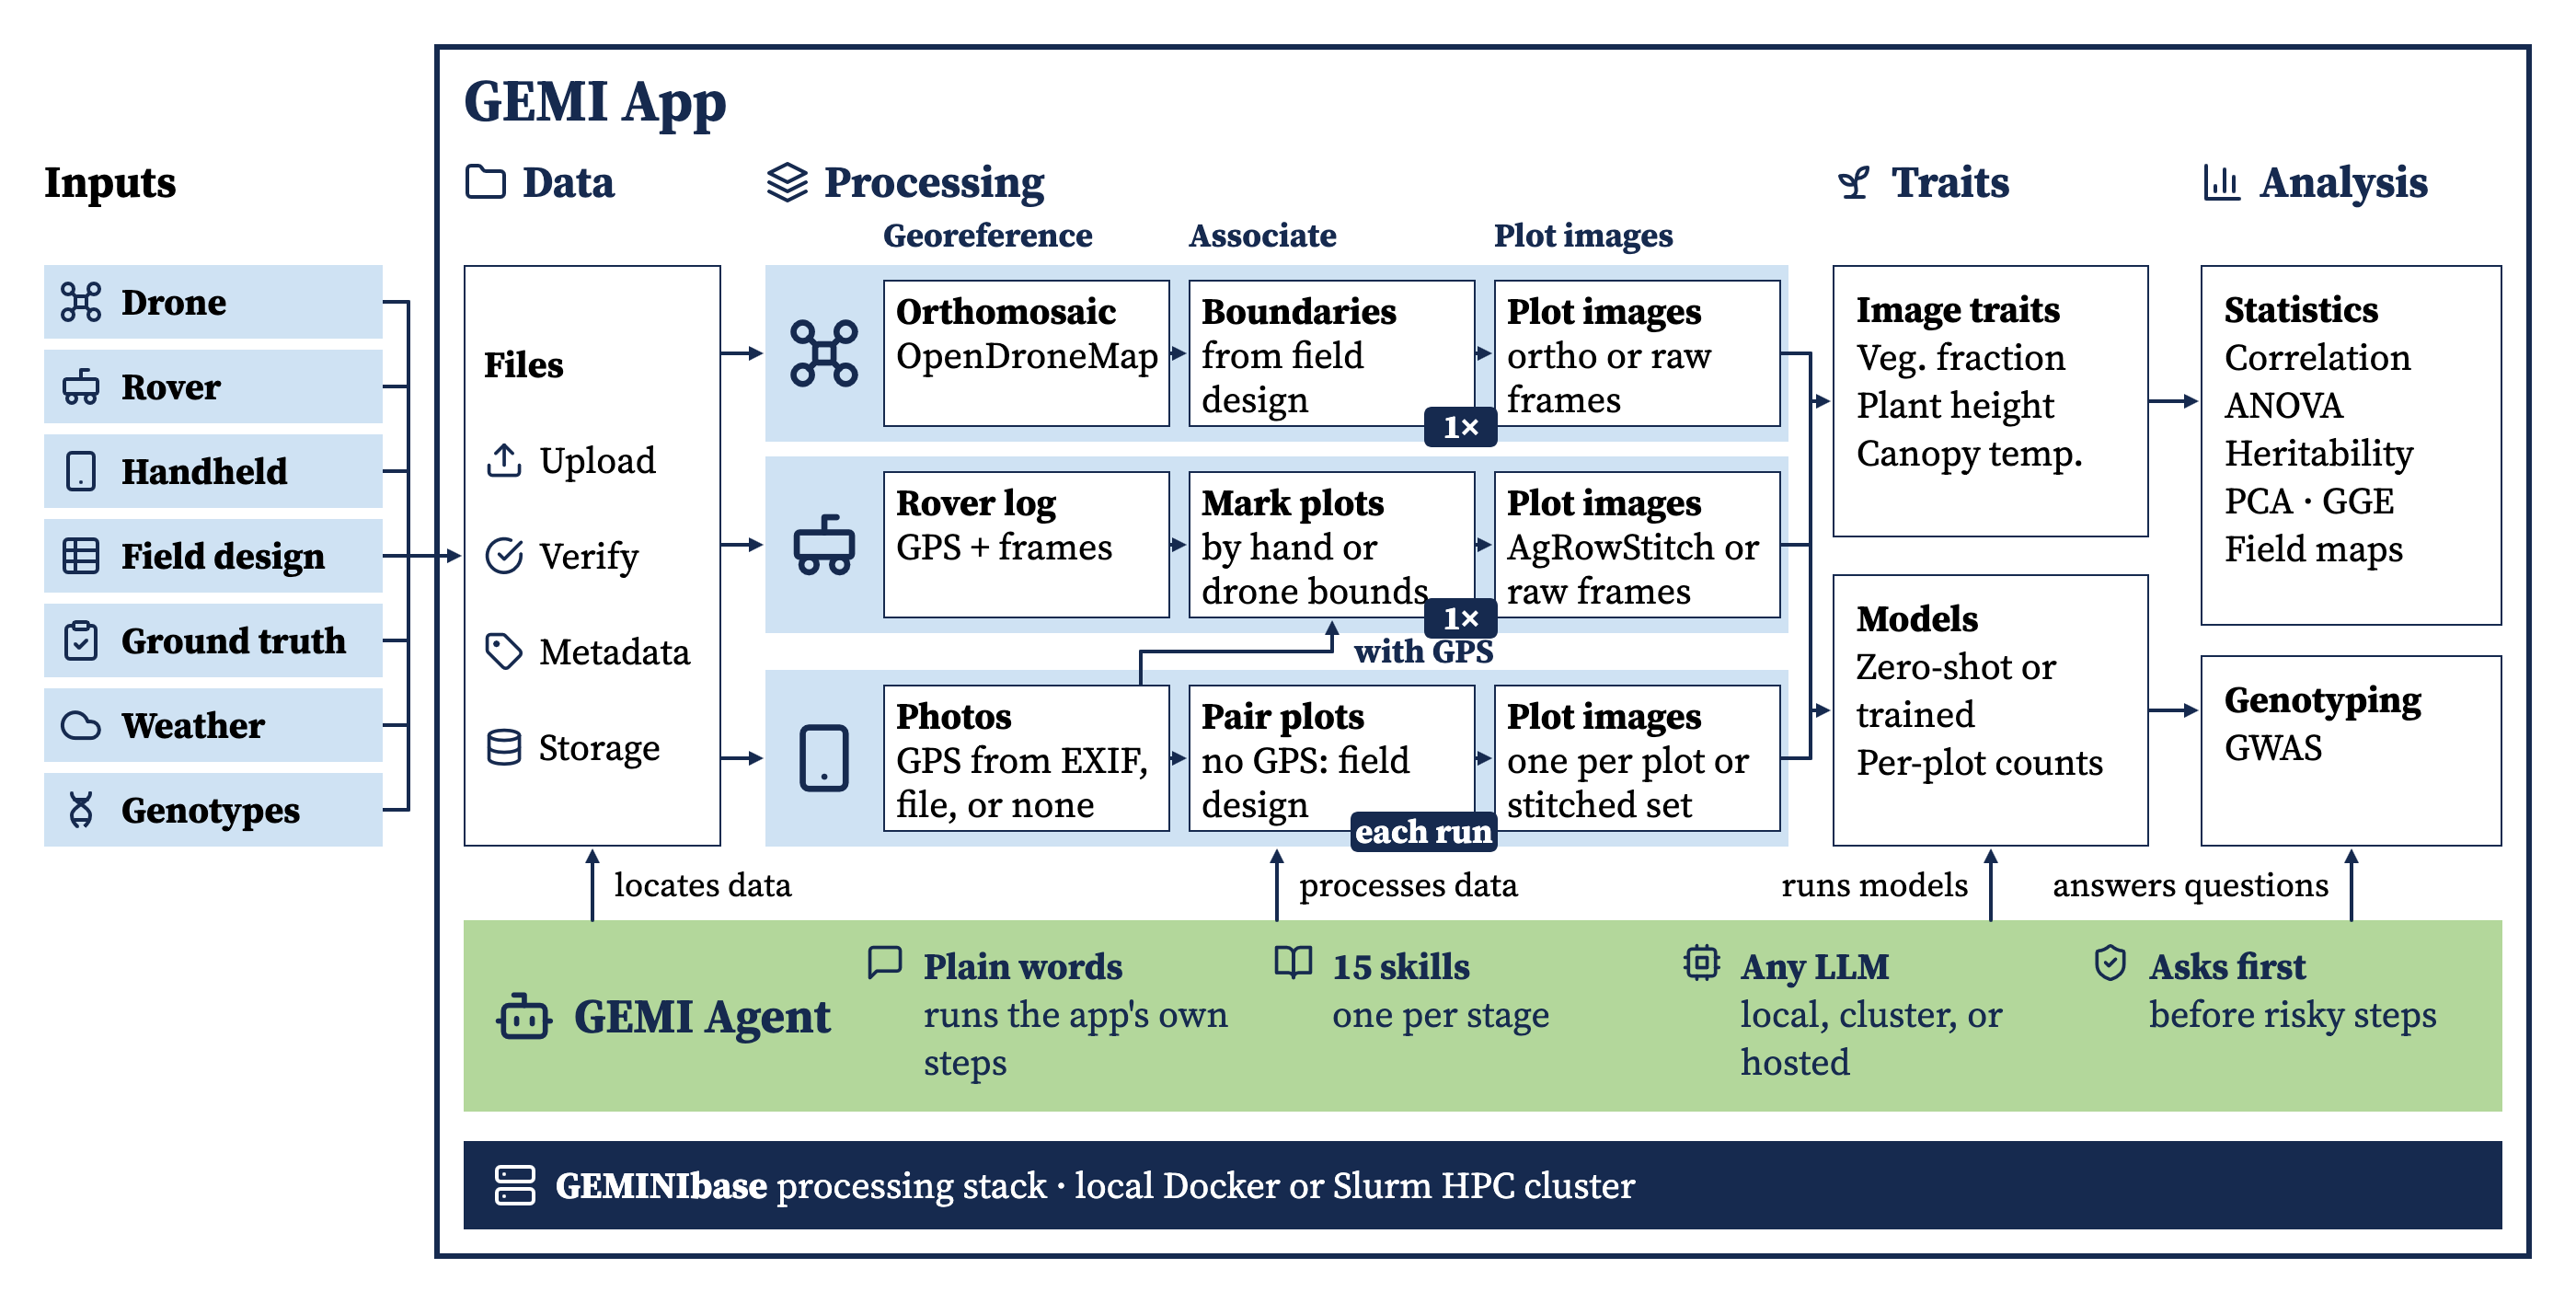 GEMI App
Inputs
Data
Processing
Traits
Analysis
Georeference
Associate
Plot images
Drone
Rover
Handheld
Field design
Ground truth
Weather
Genotypes
Files
Upload
Verify
Metadata
Storage
Orthomosaic
OpenDroneMap
Boundaries
from field
design
1×
Plot images
ortho or raw
frames
Rover log
GPS + frames
Mark plots
by hand or
drone bounds
1×
Plot images
AgRowStitch or
raw frames
with GPS
Photos
GPS from EXIF,
file, or none
Pair plots
no GPS: field
design
each run
Plot images
one per plot or
stitched set
Image traits
Veg. fraction
Plant height
Canopy temp.
Models
Zero-shot or
trained
Per-plot counts
Statistics
Correlation
ANOVA
Heritability
PCA · GGE
Field maps
Genotyping
GWAS
locates data
processes data
runs models
answers questions
GEMI Agent
Plain words
runs the app's own
steps
15 skills
one per stage
Any LLM
local, cluster, or
hosted
Asks first
before risky steps
GEMINIbase processing stack · local Docker or Slurm HPC cluster